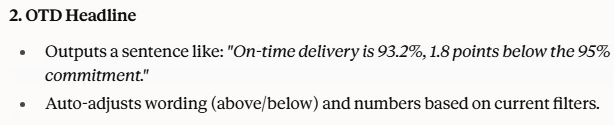 2. OTD Headline
• Outputs a sentence like: "On-time delivery is 93.2%, 1.8 points below the 95%
commitment."
• Auto-adjusts wording (above/below) and numbers based on current filters.